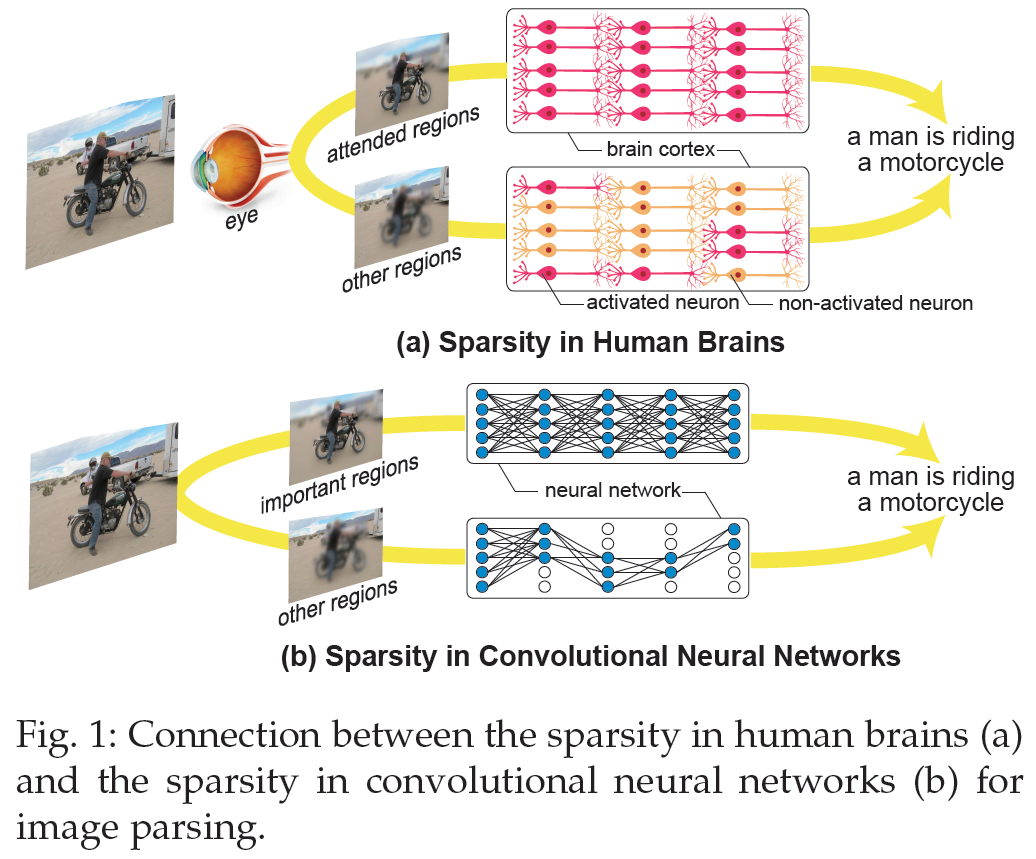 attended regions
brain cortex
a man is riding
a motorcycle
eye
other regions
activated neuron
non-activated neuron
(a) Sparsity in Human Brains
important regions
neural network
a man is riding
a motorcycle
other regions
(b) Sparsity in Convolutional Neural Networks
Fig. 1: Connection between the sparsity in human brains (a)
and the sparsity in convolutional neural networks (b) for
image parsing.